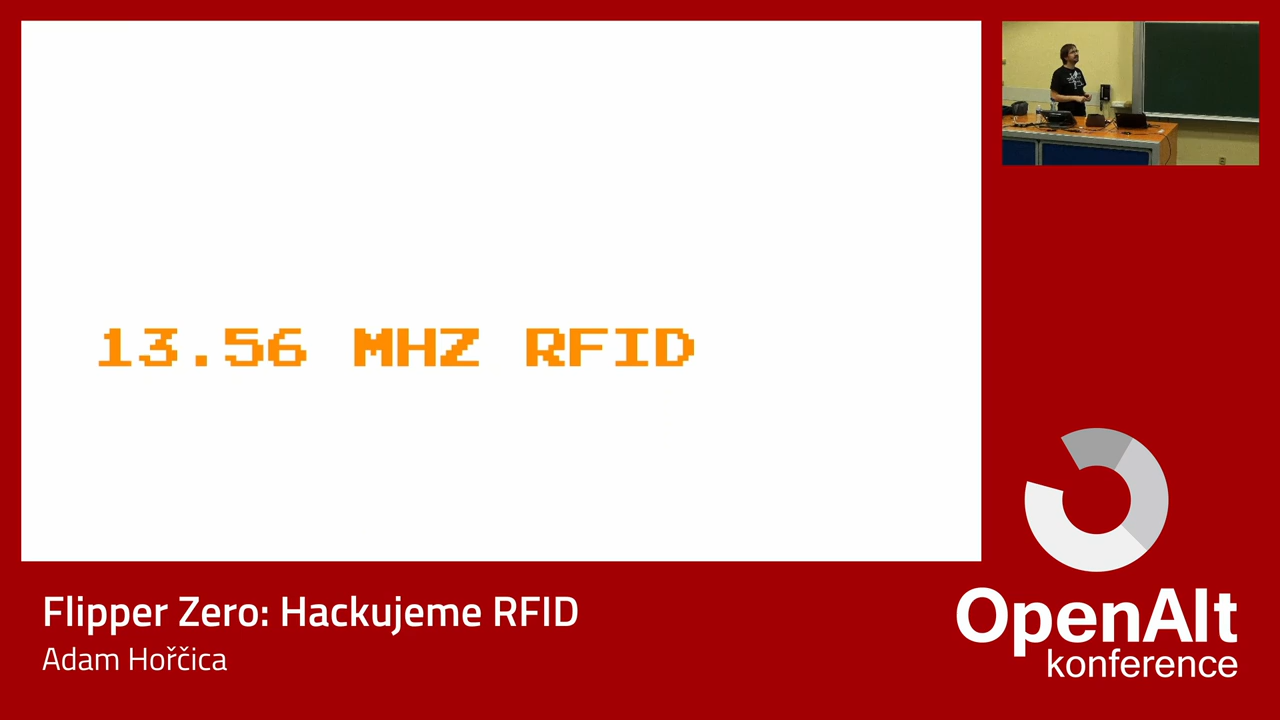 13.56 MHZ RFID
Flipper Zero: Hackujeme RFID
Adam Hořčica
OpenAlt
konference